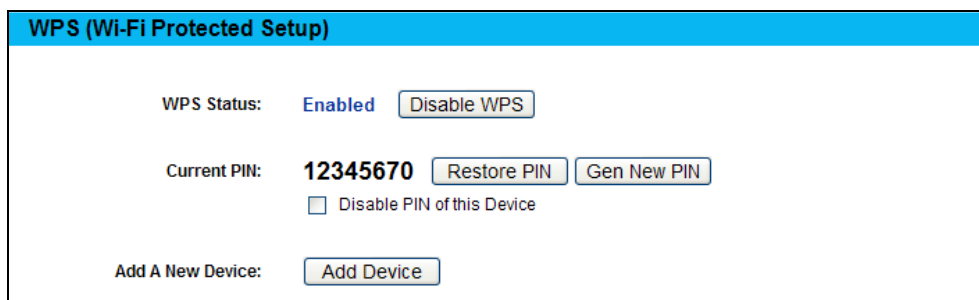 WPS (Wi-Fi Protected Setup)
WPS Status: Enabled Disable WPS
Current PIN: 12345670 Restore PIN Gen New PIN
Disable PIN of this Device
Add A New Device: Add Device